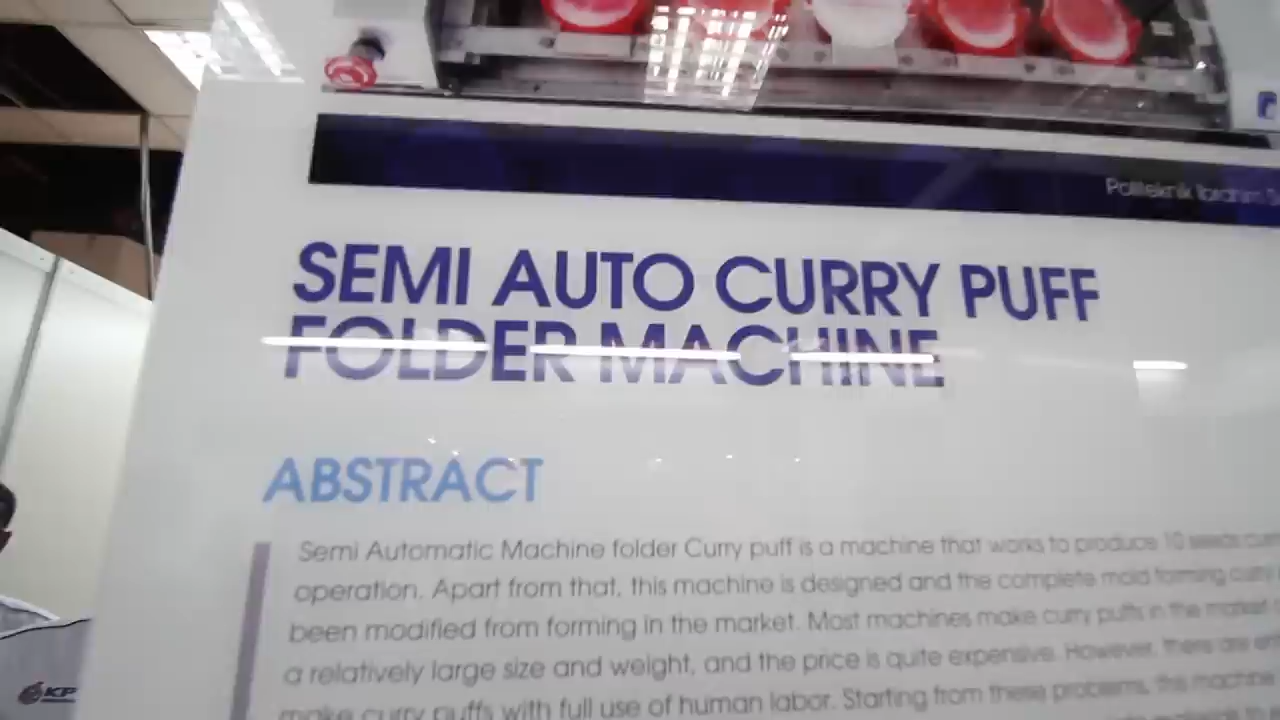 Politeknik Ibrahim
SEMI AUTO CURRY PUFF
FOLDER MACHINE
ABSTRACT
Semi Automatic Machine folder Curry puff is a machine that works to produce 10
operation. Apart from that, this machine is designed and the complete mold forming curry
been modified from forming in the market. Most machines make curry puffs in the market
a relatively large size and weight, and the price is quite expensive. However, there are
make curry puffs with full use of human labor. Starting from these problems, this machine
KP